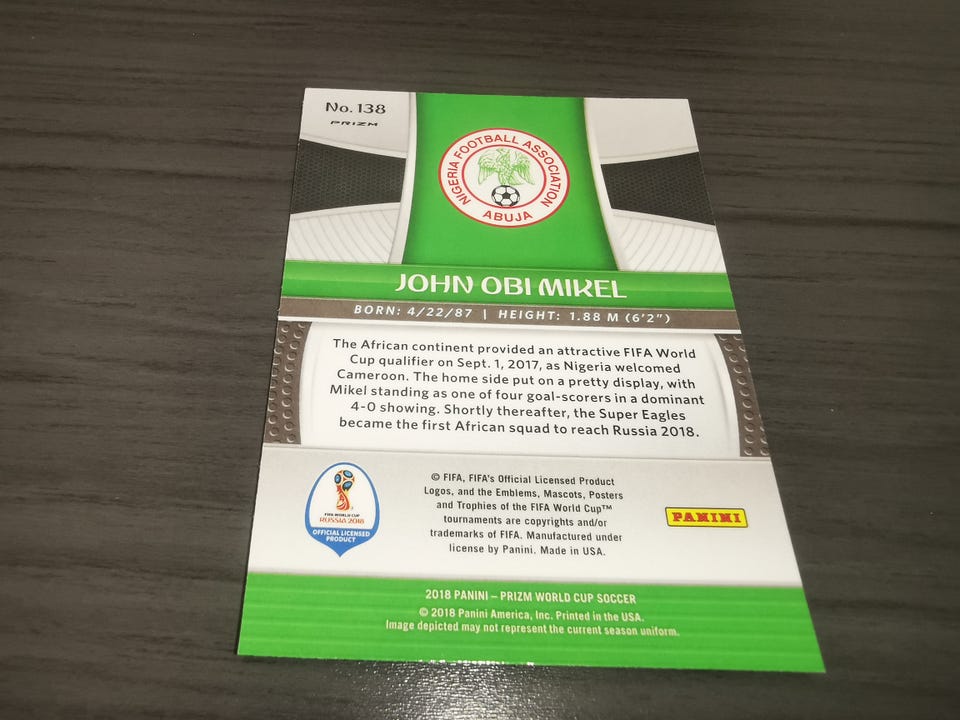 No. 138
PRIZM
NIGERIA FOOTBALL ASSOCIATION
ABUJA
JOHN OBI MIKEL
BORN: 4/22/87 | HEIGHT: 1.88 M (6'2")
The African continent provided an attractive FIFA World
Cup qualifier on Sept. 1, 2017, as Nigeria welcomed
Cameroon. The home side put on a pretty display, with
Mikel standing as one of four goal-scorers in a dominant
4-0 showing. Shortly thereafter, the Super Eagles
became the first African squad to reach Russia 2018.
FIFA WORLD CUP
RUSSIA 2018
OFFICIAL LICENSED
PRODUCT
© FIFA, FIFA's Official Licensed Product
Logos, and the Emblems, Mascots, Posters
and Trophies of the FIFA World Cup™
tournaments are copyrights and/or
trademarks of FIFA. Manufactured under
license by Panini. Made in USA.
PANINI
2018 PANINI – PRIZM WORLD CUP SOCCER
© 2018 Panini America, Inc. Printed in the USA.
Image depicted may not represent the current season uniform.